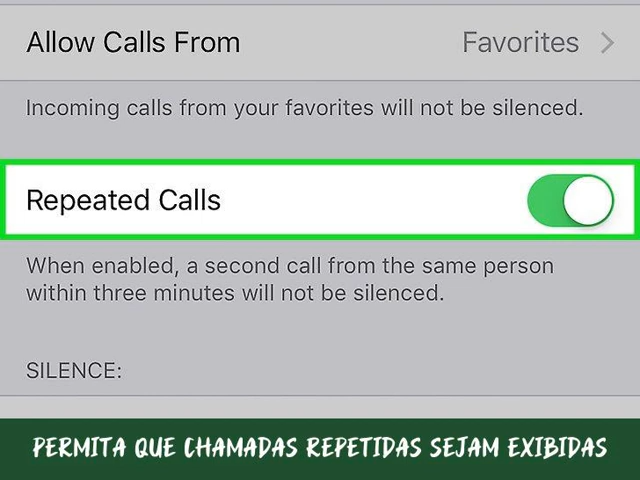 Allow Calls From Favorites
Incoming calls from your favorites will not be silenced.
Repeated Calls
When enabled, a second call from the same person
within three minutes will not be silenced.
SILENCE:
PERMITA QUE CHAMADAS REPETIDAS SEJAM EXIBIDAS